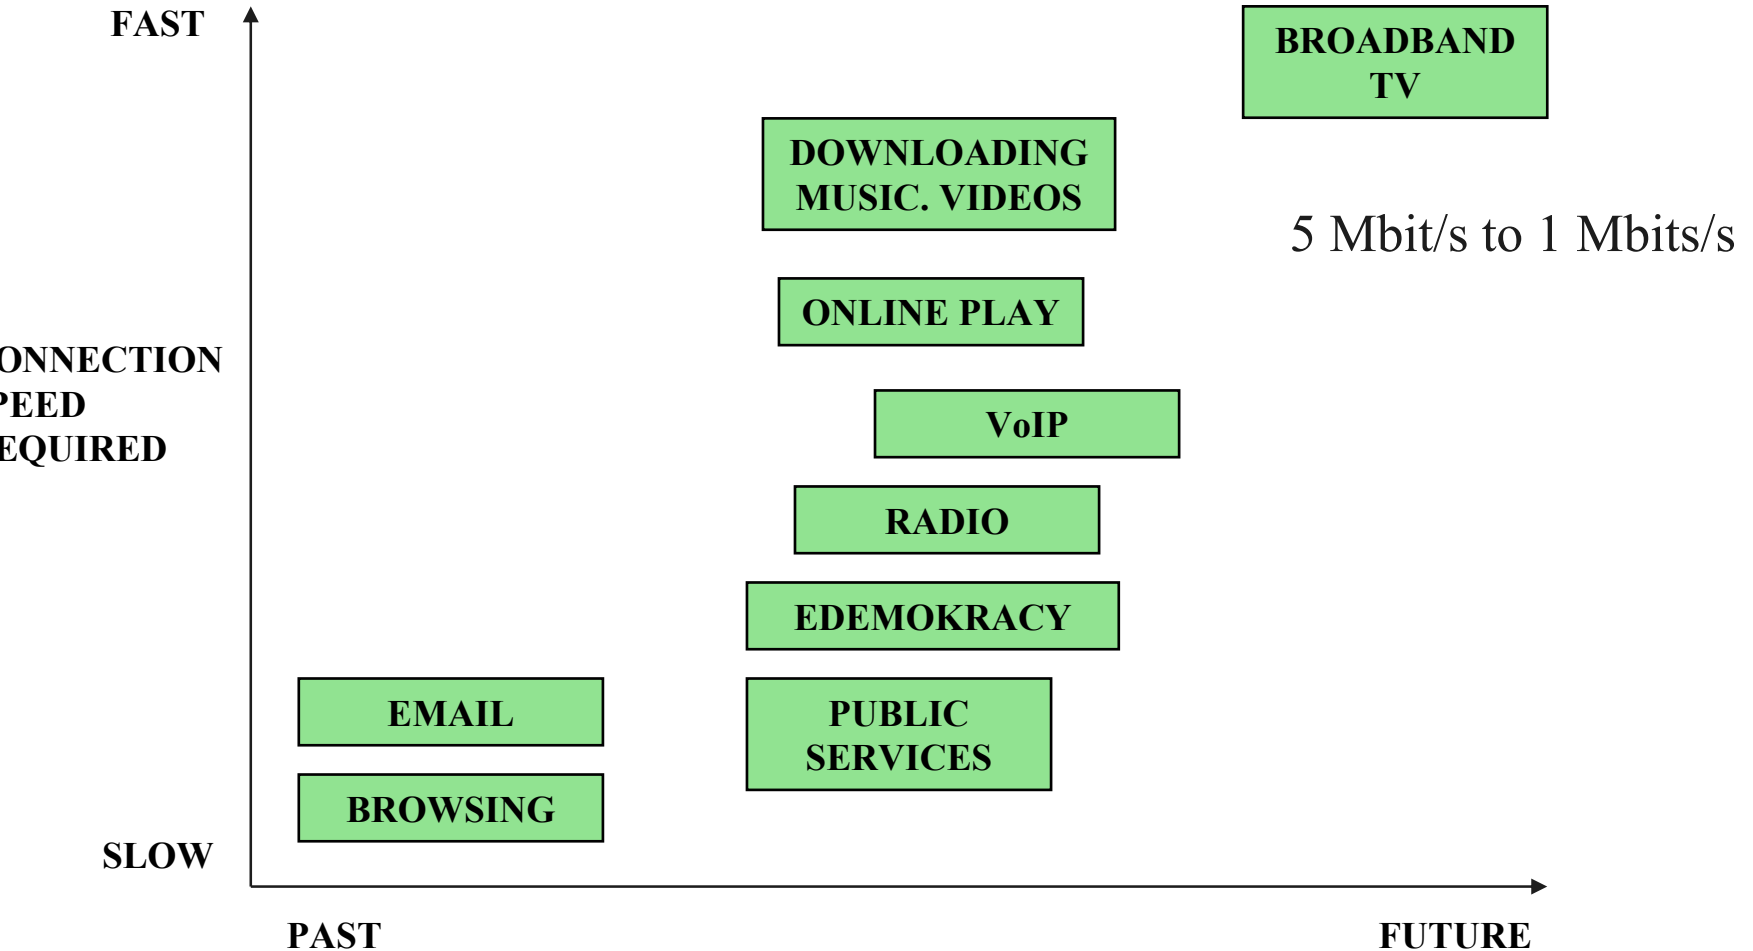 FAST
BROADBAND
TV
DOWNLOADING
MUSIC. VIDEOS
5 Mbit/s to 1 Mbits/s
ONLINE PLAY
ONNECTION
PEED
EQUIRED
VoIP
RADIO
EDEMOKRACY
EMAIL
PUBLIC
SERVICES
BROWSING
SLOW
PAST
FUTURE